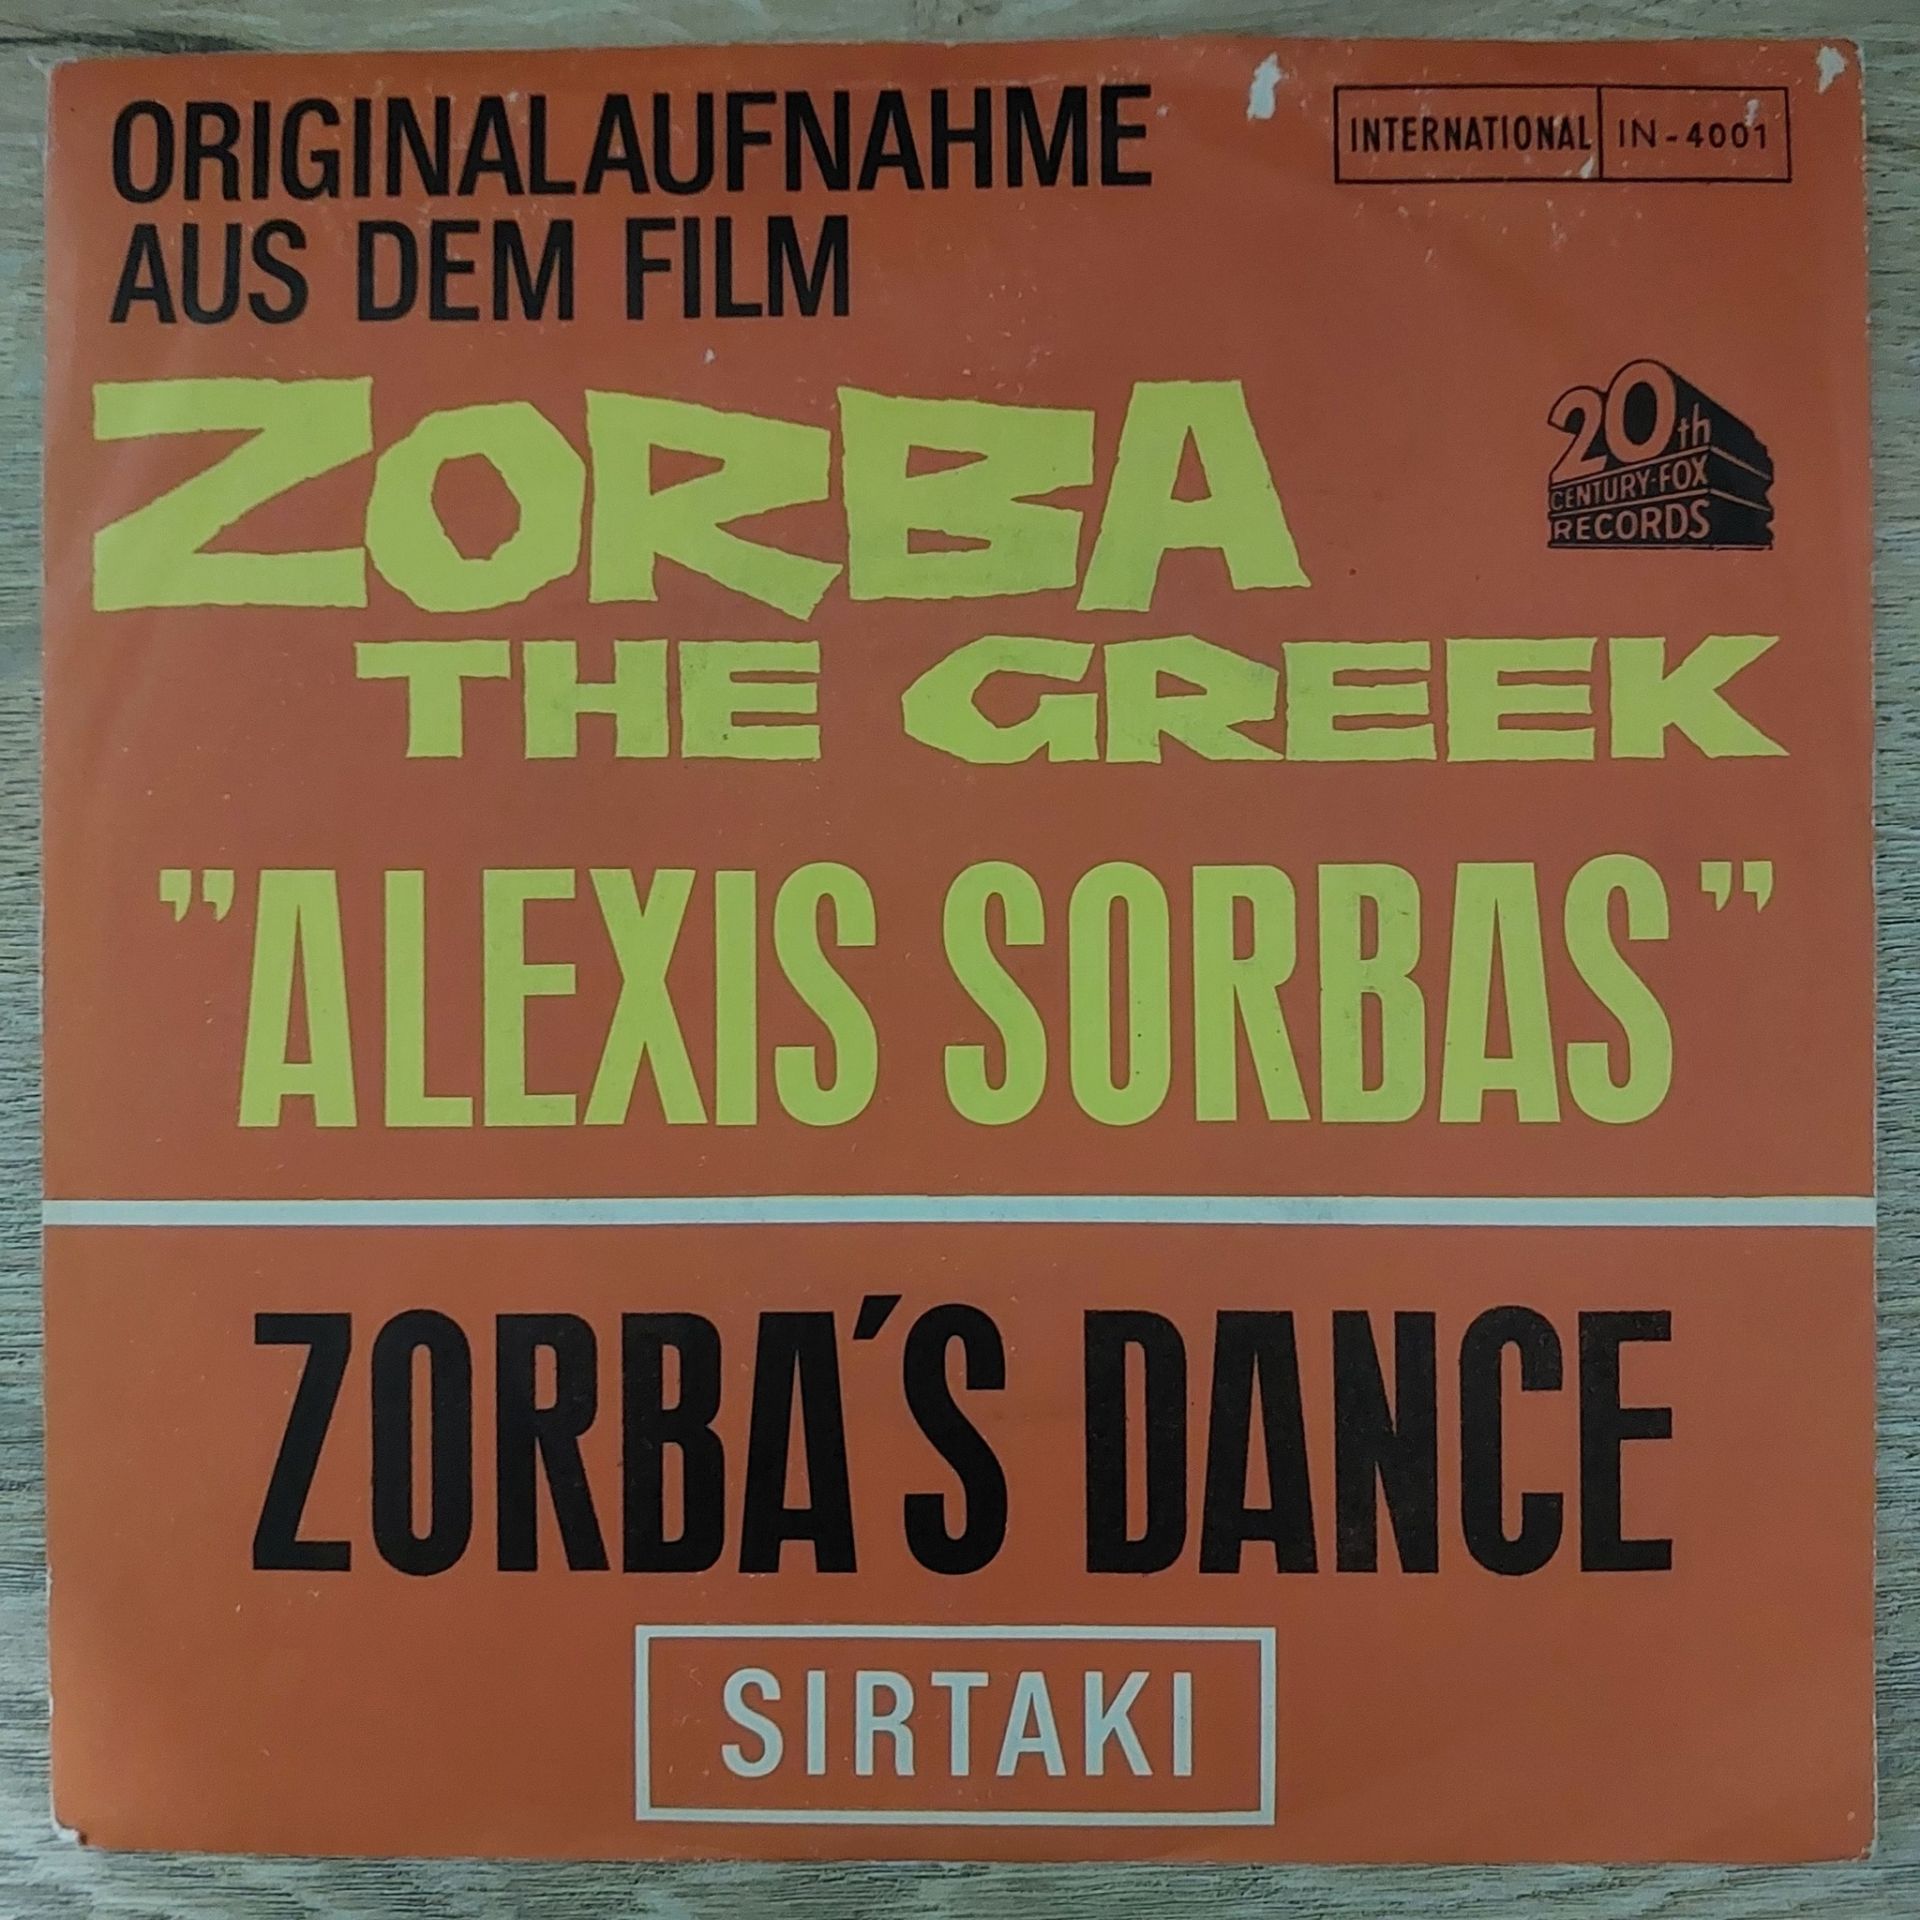 ORIGINALAUFNAHME
AUS DEM FILM
INTERNATIONAL IN-4001
ZORBA
THE GREEK
20th
CENTURY-FOX
RECORDS
"ALEXIS SORBAS"
ZORBA'S DANCE
SIRTAKI